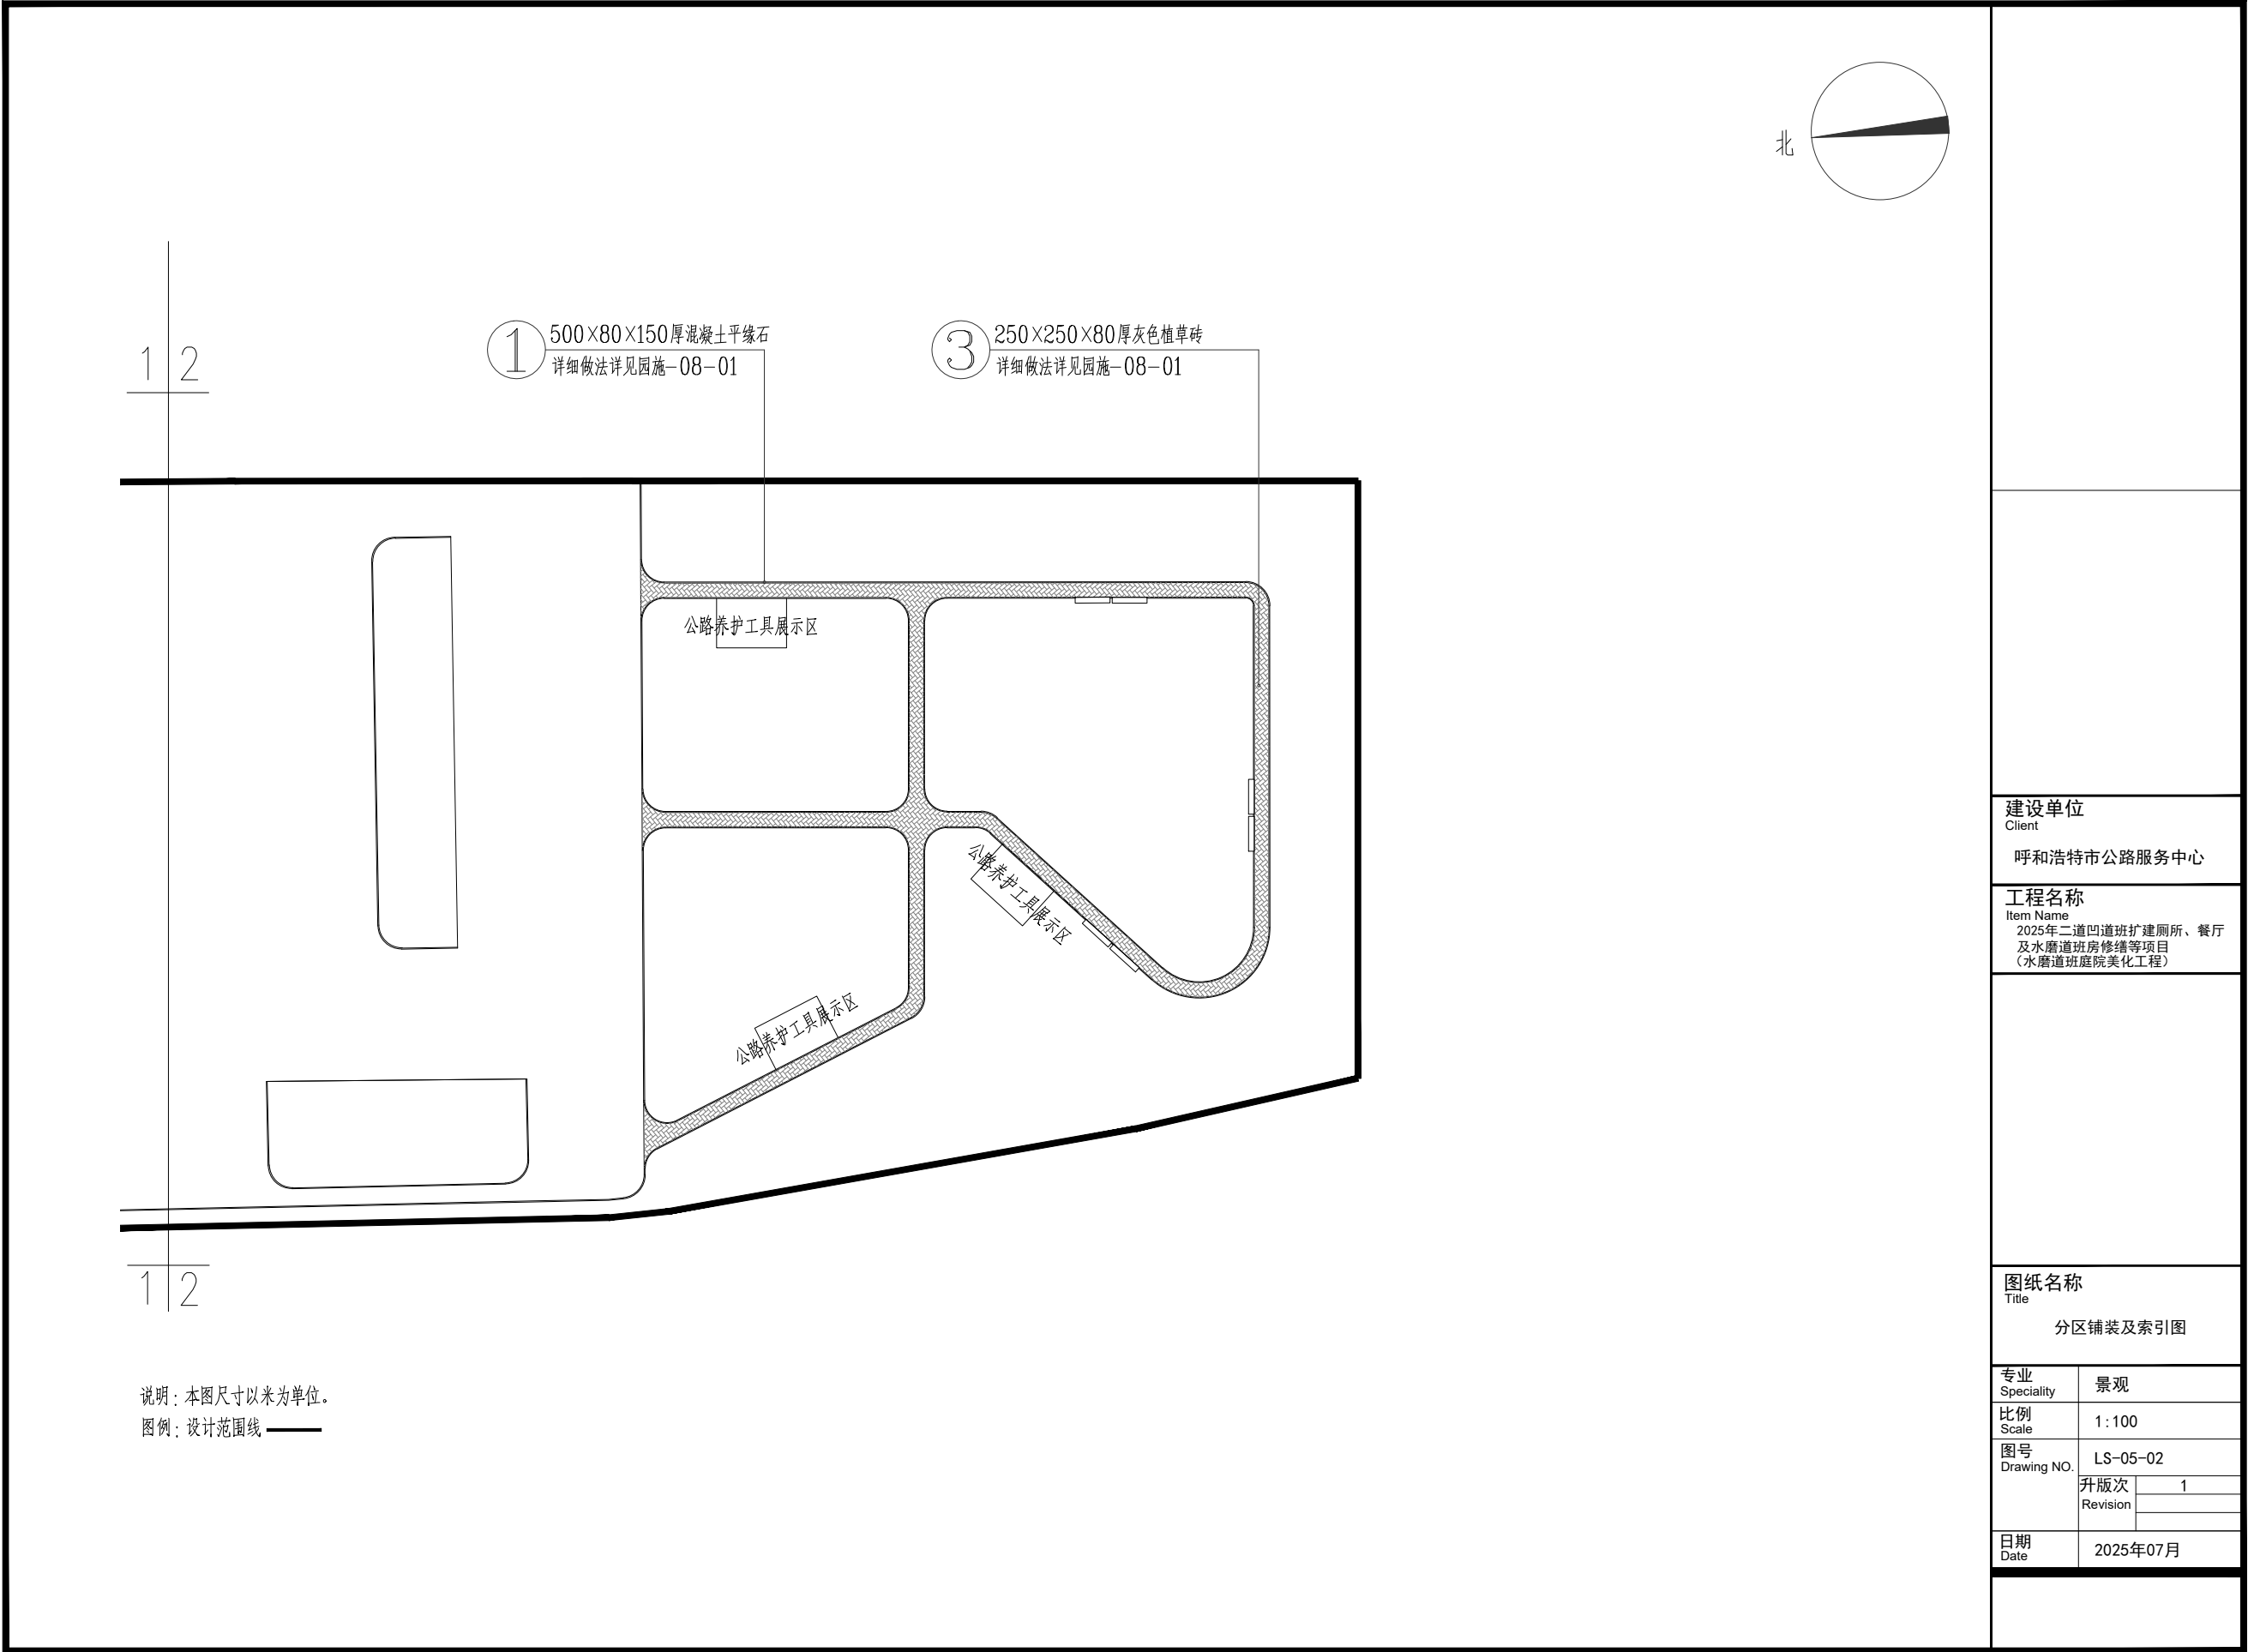 北
1 2
① 500×80×150厚混凝土平缘石
详细做法详见园施-08-01
③ 250×250×80厚灰色植草砖
详细做法详见园施-08-01
公路养护工具展示区
公路养护工具展示区
公路养护工具展示区
1 2
说明：本图尺寸以米为单位。
图例：设计范围线
建设单位
Client
呼和浩特市公路服务中心
工程名称
Item Name
2025年二道凹道班扩建厕所、餐厅
及水磨道班房修缮等项目
（水磨道班庭院美化工程）
图纸名称
Title
分区铺装及索引图
专业
Speciality
景观
比例
Scale
1:100
图号
Drawing NO.
LS-05-02
升版次
Revision
1
日期
Date
2025年07月